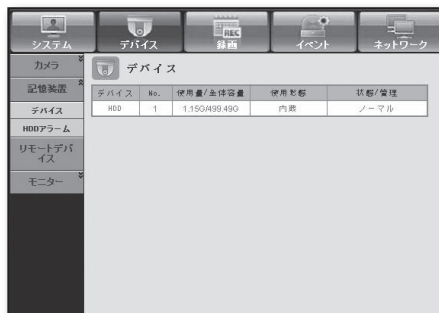 システム
デバイス
録画
イベント
ネットワーク
カメラ
記憶装置
デバイス
HDDアラーム
リモートデバ
イス
モニター
デバイス
デバイス No. 使用量/全体容量 使用形態 状態/管理
HDD 1 1.15G/499.49G 内蔵 ノーマル